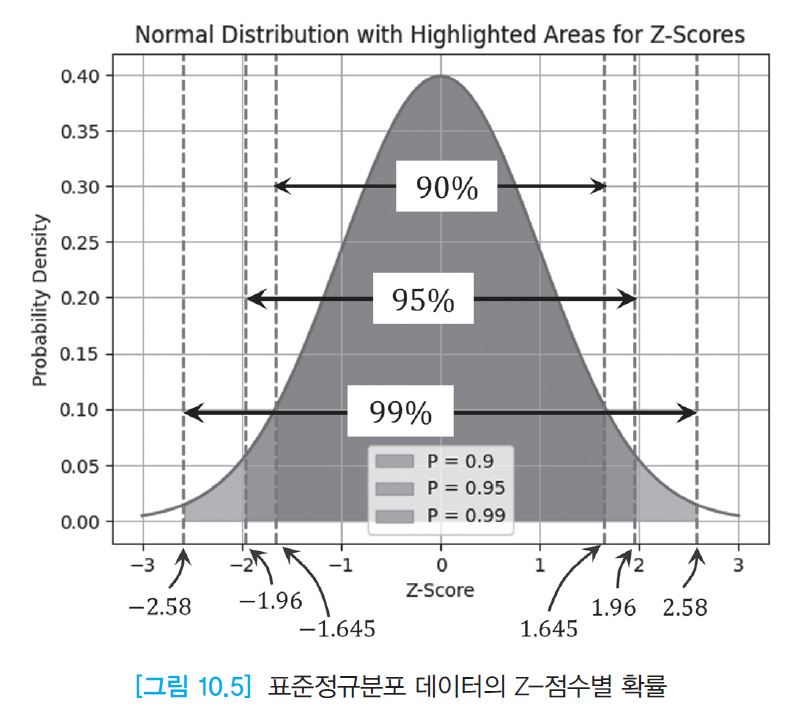 Normal Distribution with Highlighted Areas for Z-Scores
Probability Density
0.40
0.35
0.30
0.25
0.20
0.15
0.10
0.05
0.00
90%
95%
99%
P = 0.9
P = 0.95
P = 0.99
−3 −2 −1 0 1 2 3
Z-Score
−2.58 −1.96 −1.645 1.645 1.96 2.58
[그림 10.5] 표준정규분포 데이터의 Z-점수별 확률